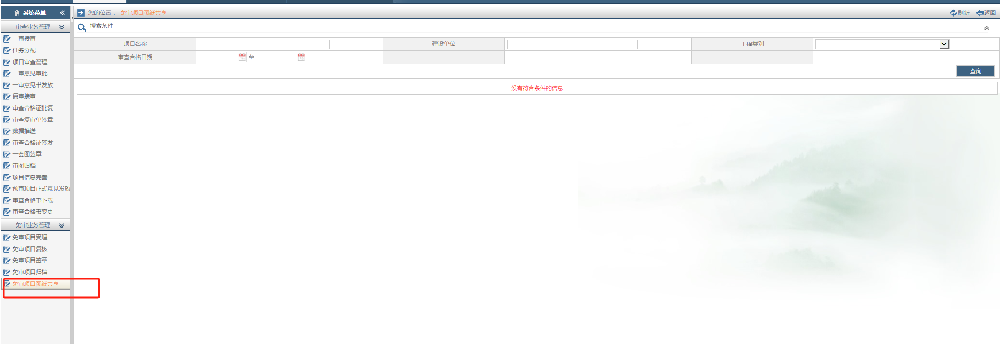 系统菜单
您的位置： 免审项目图纸共享
刷新 返回
审查业务管理
搜索条件
一审接审
任务分配
项目审查管理
一审意见审批
一审意见书发放
复审接审
审查合格证批复
审查复审单签章
数据推送
审查合格证签发
一套图签章
审图归档
项目信息完善
预审项目正式意见发放
审查合格书下载
审查合格书变更
免审业务管理
免审项目受理
免审项目复核
免审项目签章
免审项目归档
免审项目图纸共享
项目名称 建设单位 工程类别
审查合格日期 至
查询
没有符合条件的信息